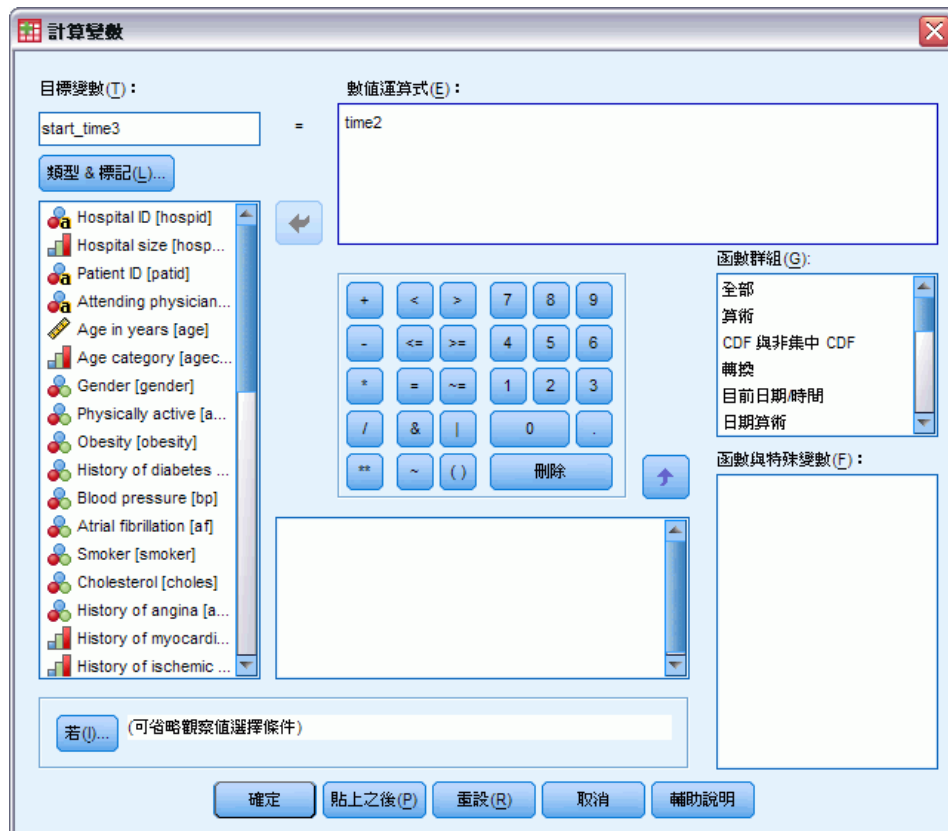 計算變數
目標變數(T)：
start_time3
=
數值運算式(E)：
time2
類型 & 標記(L)...
Hospital ID [hospid]
Hospital size [hosp...
Patient ID [patid]
Attending physician...
Age in years [age]
Age category [agec...
Gender [gender]
Physically active [a...
Obesity [obesity]
History of diabetes ...
Blood pressure [bp]
Atrial fibrillation [af]
Smoker [smoker]
Cholesterol [choles]
History of angina [a...
History of myocardi...
History of ischemic ...
+ < > 7 8 9
- <= >= 4 5 6
* = ~= 1 2 3
/ & | 0 .
** ~ ( ) 刪除
函數群組(G):
全部
算術
CDF 與非集中 CDF
轉換
目前日期/時間
日期算術
函數與特殊變數(F)：
若(I)... (可省略觀察值選擇條件)
確定 貼上之後(P) 重設(R) 取消 輔助說明